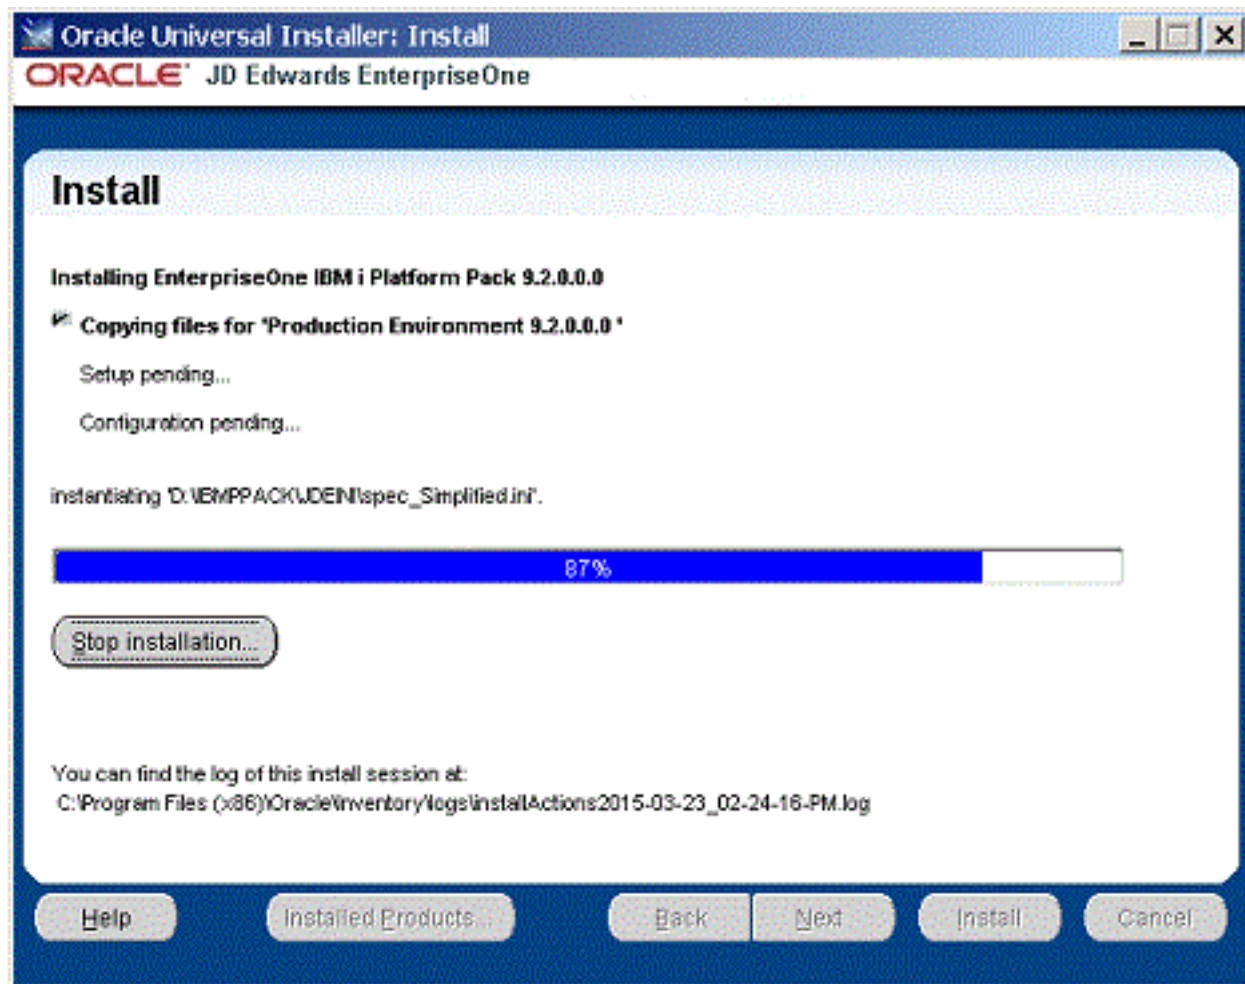 Oracle Universal Installer: Install
ORACLE JD Edwards EnterpriseOne
Install
Installing EnterpriseOne IBM i Platform Pack 9.2.0.0.0
Copying files for 'Production Environment 9.2.0.0.0 '
Setup pending...
Configuration pending...
instantiating 'D:\IBMPPACK\JDEINI\spec_Simplified.ini'.
87%
Stop installation...
You can find the log of this install session at:
C:\Program Files (x86)\Oracle\Inventory\logs\installActions2015-03-23_02-24-16-PM.log
Help Installed Products... Back Next Install Cancel